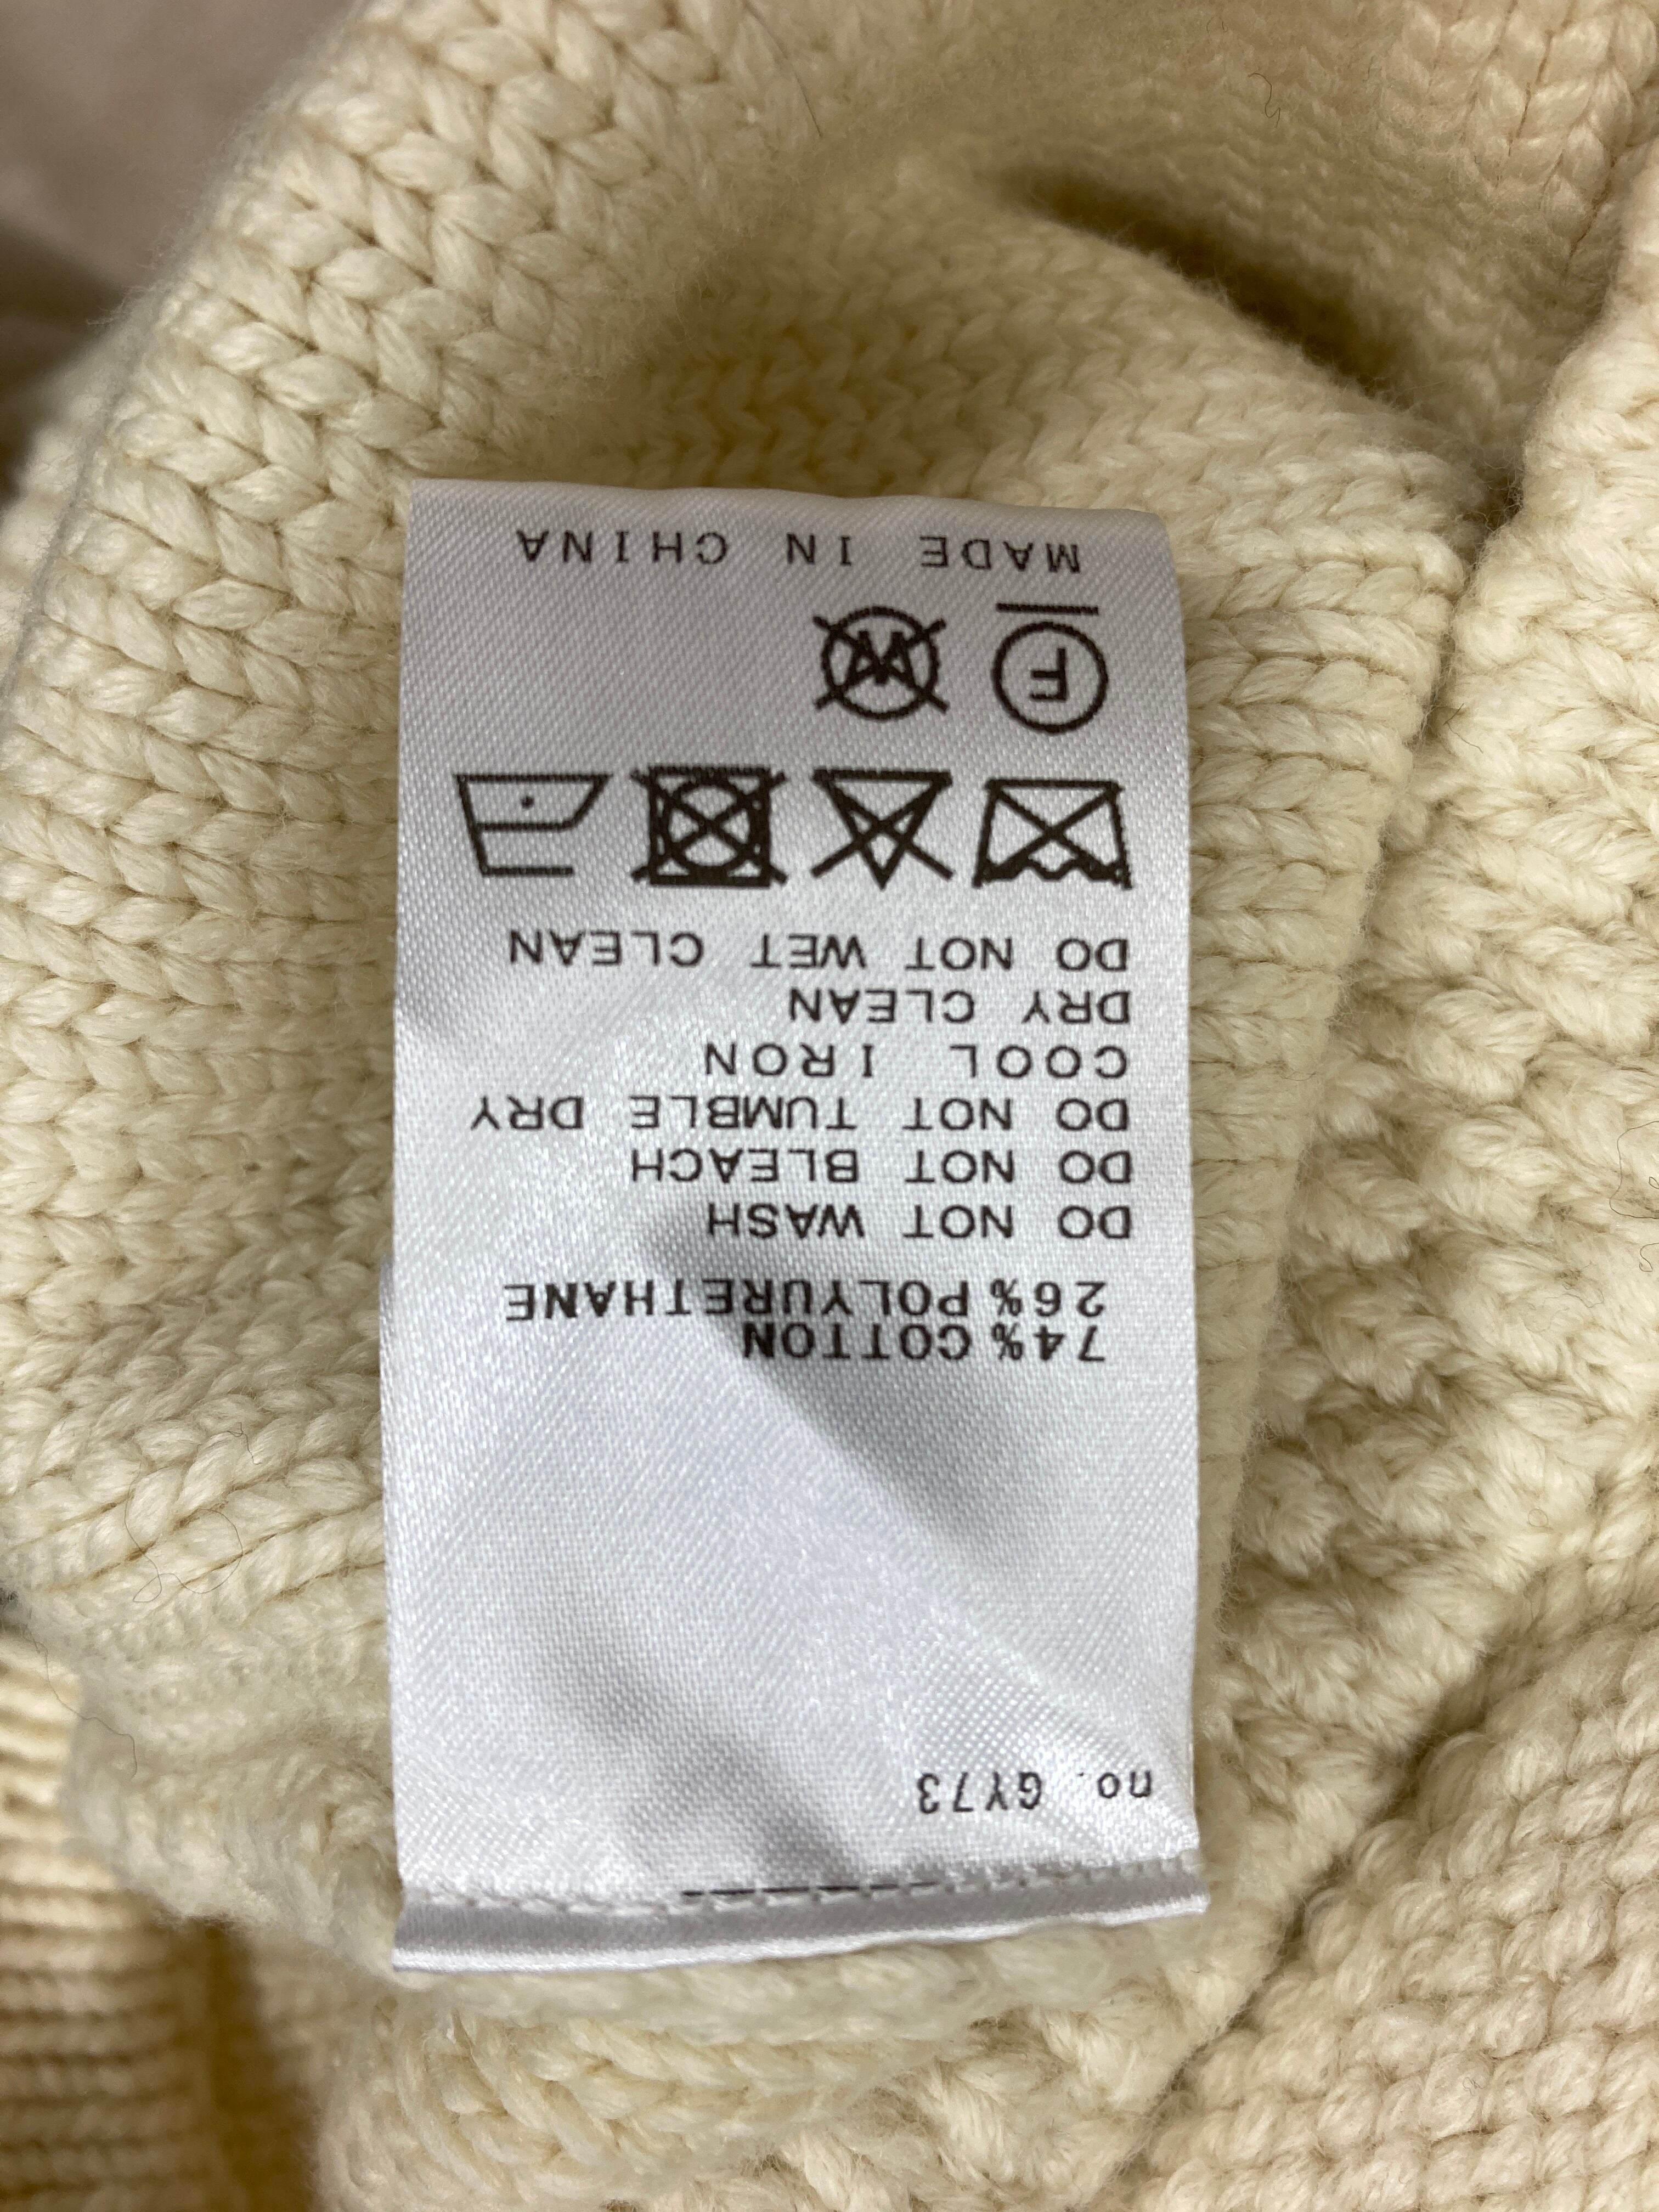 no. GY73
74% COTTON
26% POLYURETHANE
DO NOT WASH
DO NOT BLEACH
DO NOT TUMBLE DRY
COOL IRON
DRY CLEAN
DO NOT WET CLEAN
F W
MADE IN CHINA